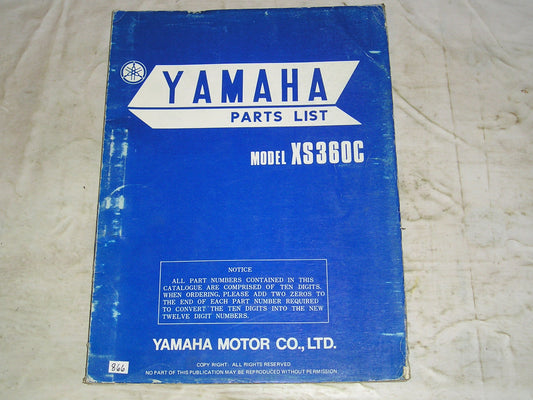 YAMAHA
PARTS LIST
MODEL XS360C
NOTICE
ALL PART NUMBERS CONTAINED IN THIS
CATALOGUE ARE COMPRISED OF TEN DIGITS.
WHEN ORDERING, PLEASE ADD TWO ZEROS TO
THE END OF EACH PART NUMBER REQUIRED
TO CONVERT THE TEN DIGITS INTO THE NEW
TWELVE DIGIT NUMBERS.
YAMAHA MOTOR CO., LTD.
COPY RIGHT: ALL RIGHTS RESERVED
NO PART OF THIS PUBLICATION MAY BE REPRODUCED WITHOUT PERMISSION
866